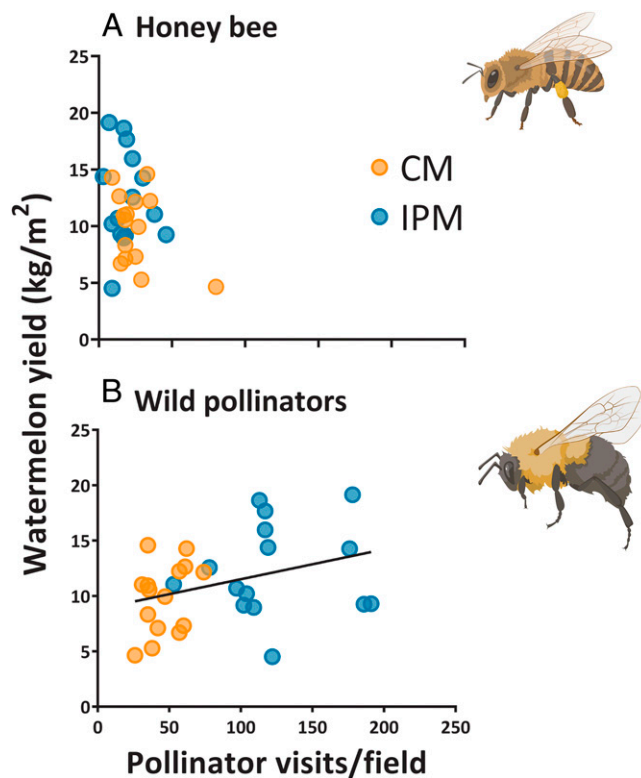 A Honey bee
25
20
15
10
5
0
CM
IPM
Watermelon yield (kg/m²)
B Wild pollinators
25
20
15
10
5
0
0 50 100 150 200 250
Pollinator visits/field